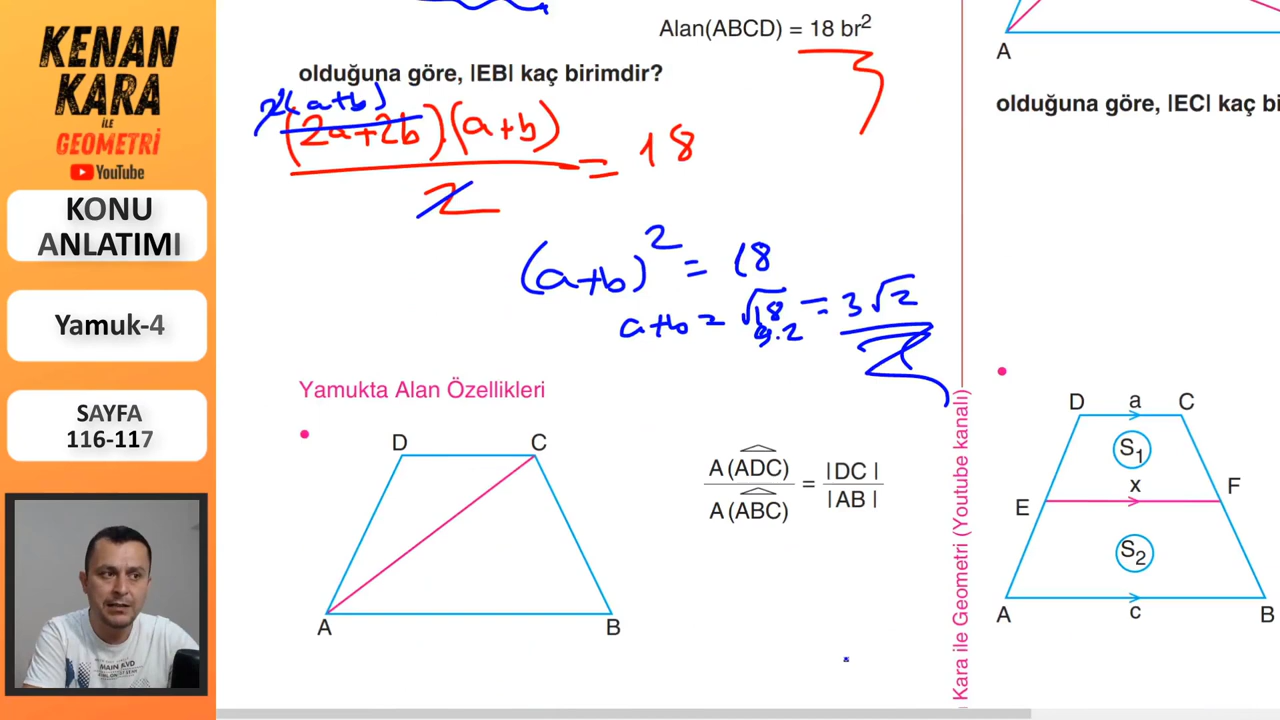 KENAN
KARA
İLE
GEOMETRİ
YouTube
KONU
ANLATIMI
Yamuk-4
SAYFA
116-117
MAIN AVD
Alan(ABCD) = 18 br²
olduğuna göre, |EB| kaç birimdir?
2(a+b)
(2a+2b).(a+b)
= 18
2
(a+b)² = 18
a+b = √18 = 3√2
9.2
Yamukta Alan Özellikleri
D C
A B
A(ADC) / A(ABC) = |DC| / |AB|
Kara ile Geometri (Youtube kanalı)
A
olduğuna göre, |EC| kaç bi
D a C
S₁
E x F
S₂
A c B